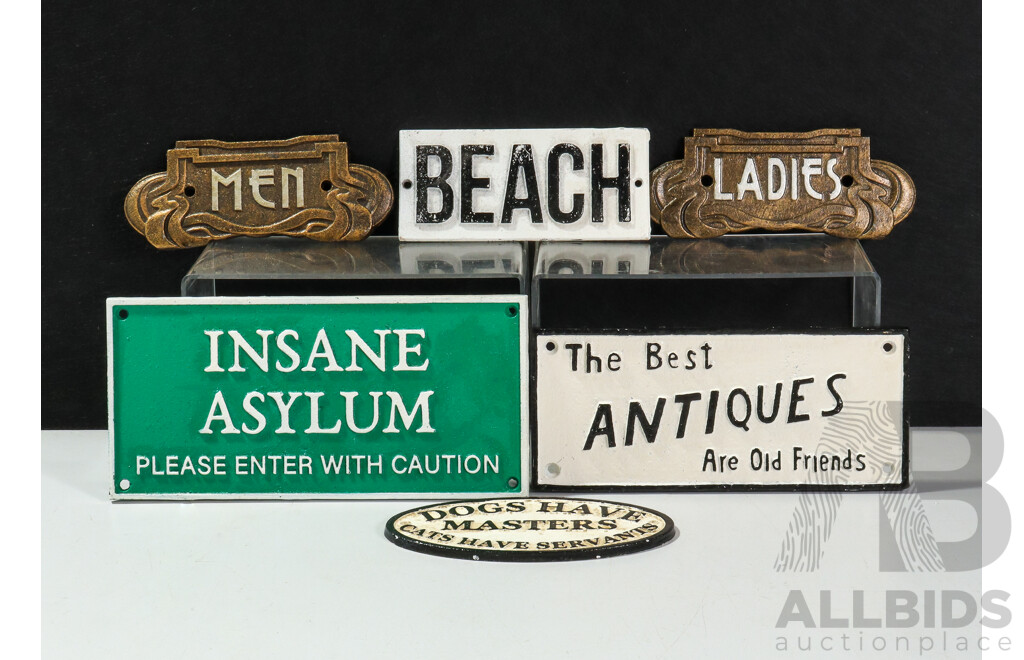 MEN
BEACH
LADIES
INSANE
ASYLUM
PLEASE ENTER WITH CAUTION
The Best
ANTIQUES
Are Old Friends
DOGS HAVE
MASTERS
CATS HAVE SERVANTS
AB
ALLBIDS
auctionplace